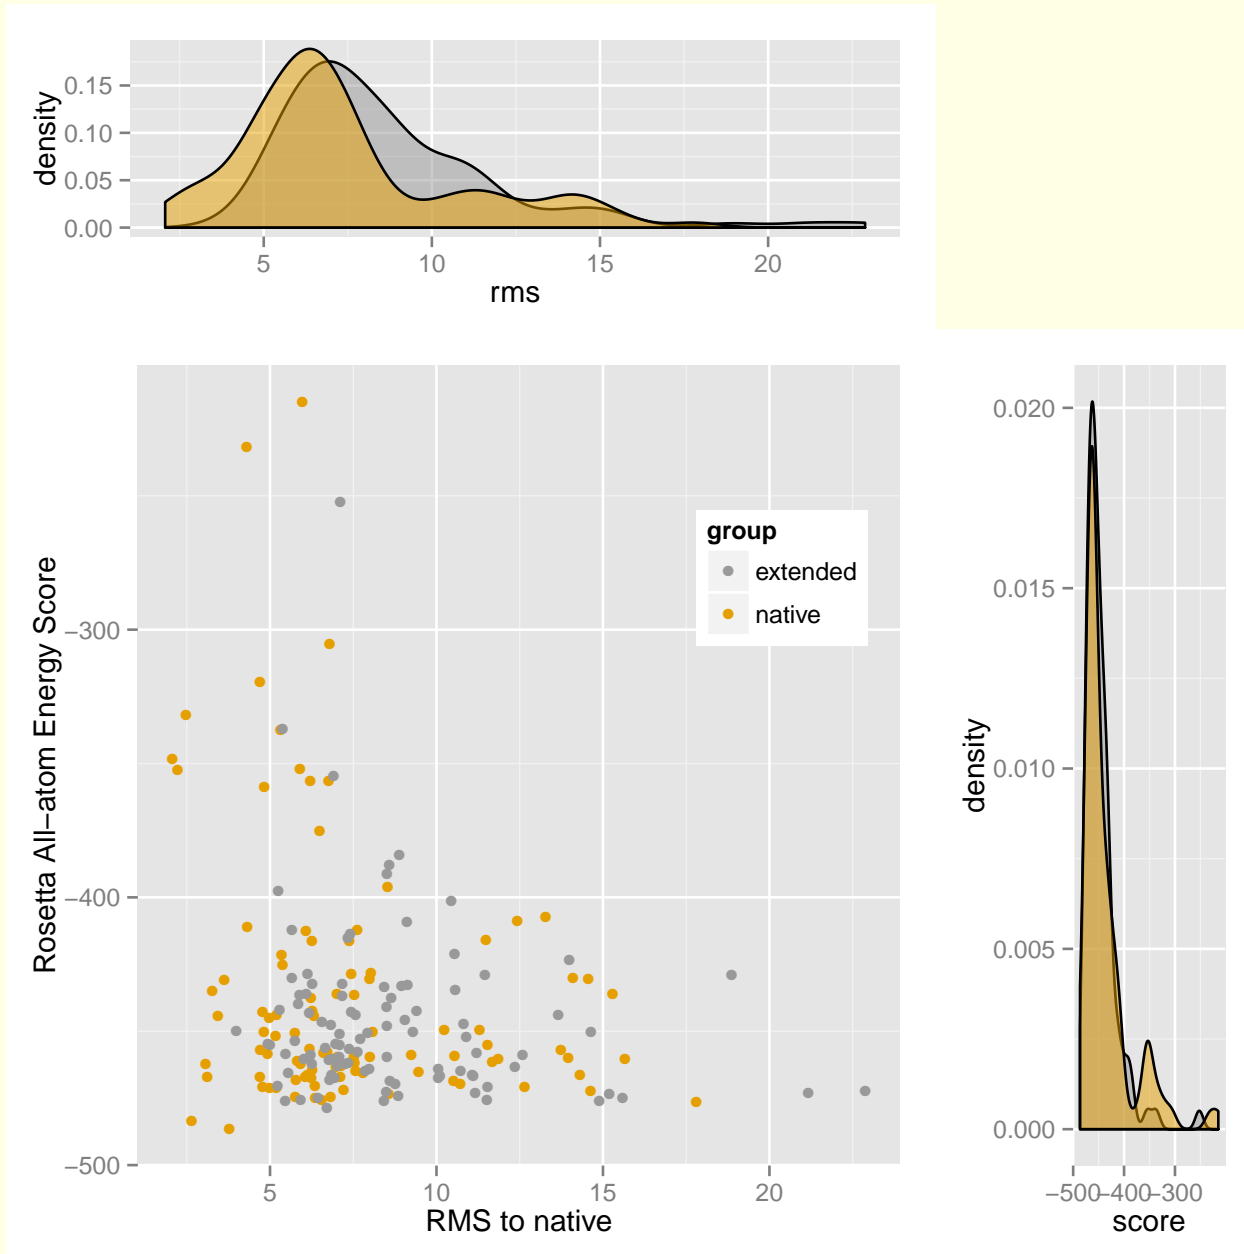 density
0.15
0.10
0.05
0.00
5 10 15 20
rms
Rosetta All−atom Energy Score
−300
−400
−500
group
extended
native
5 10 15 20
RMS to native
density
0.020
0.015
0.010
0.005
0.000
−500 −400 −300
score